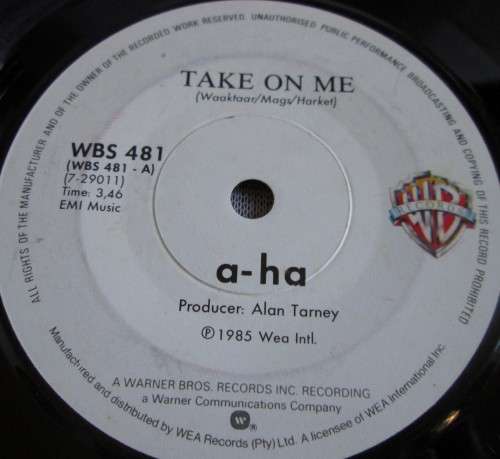 ALL RIGHTS OF THE MANUFACTURER AND OF THE OWNER OF THE RECORDED WORK RESERVED. UNAUTHORISED PUBLIC PERFORMANCE BROADCASTING AND COPYING OF THIS RECORD PROHIBITED
TAKE ON ME
(Waaktaar/Mags/Harket)
WBS 481
(WBS 481 - A)
(7-29011)
Time: 3,46
EMI Music
WB
RECORDS
a-ha
Producer: Alan Tarney
Ⓟ 1985 Wea Intl.
A WARNER BROS. RECORDS INC. RECORDING
a Warner Communications Company
Manufactured and distributed by WEA Records (Pty) Ltd. A licensee of WEA International Inc.